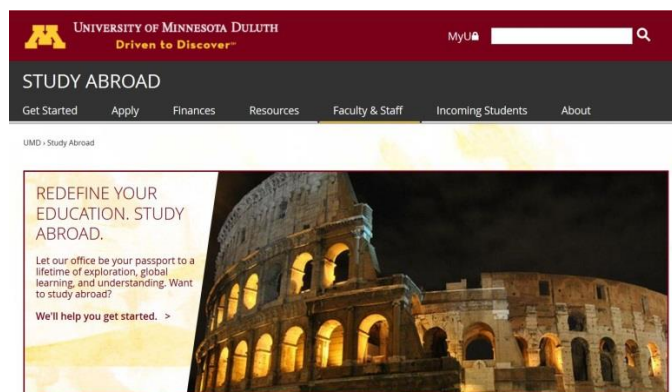 UNIVERSITY OF MINNESOTA DULUTH
Driven to Discover℠
MyU
STUDY ABROAD
Get Started Apply Finances Resources Faculty & Staff Incoming Students About
UMD › Study Abroad
REDEFINE YOUR
EDUCATION. STUDY
ABROAD.
Let our office be your passport to a
lifetime of exploration, global
learning, and understanding. Want
to study abroad?
We'll help you get started. >